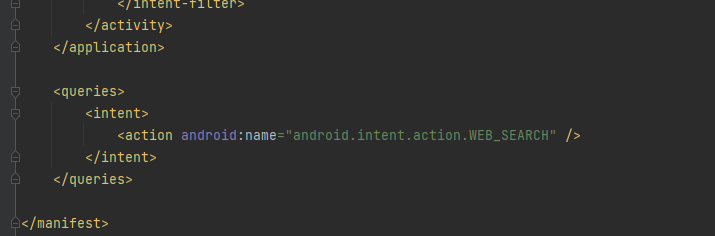 </intent-filter>
</activity>
</application>
<queries>
<intent>
<action android:name="android.intent.action.WEB_SEARCH" />
</intent>
</queries>
</manifest>